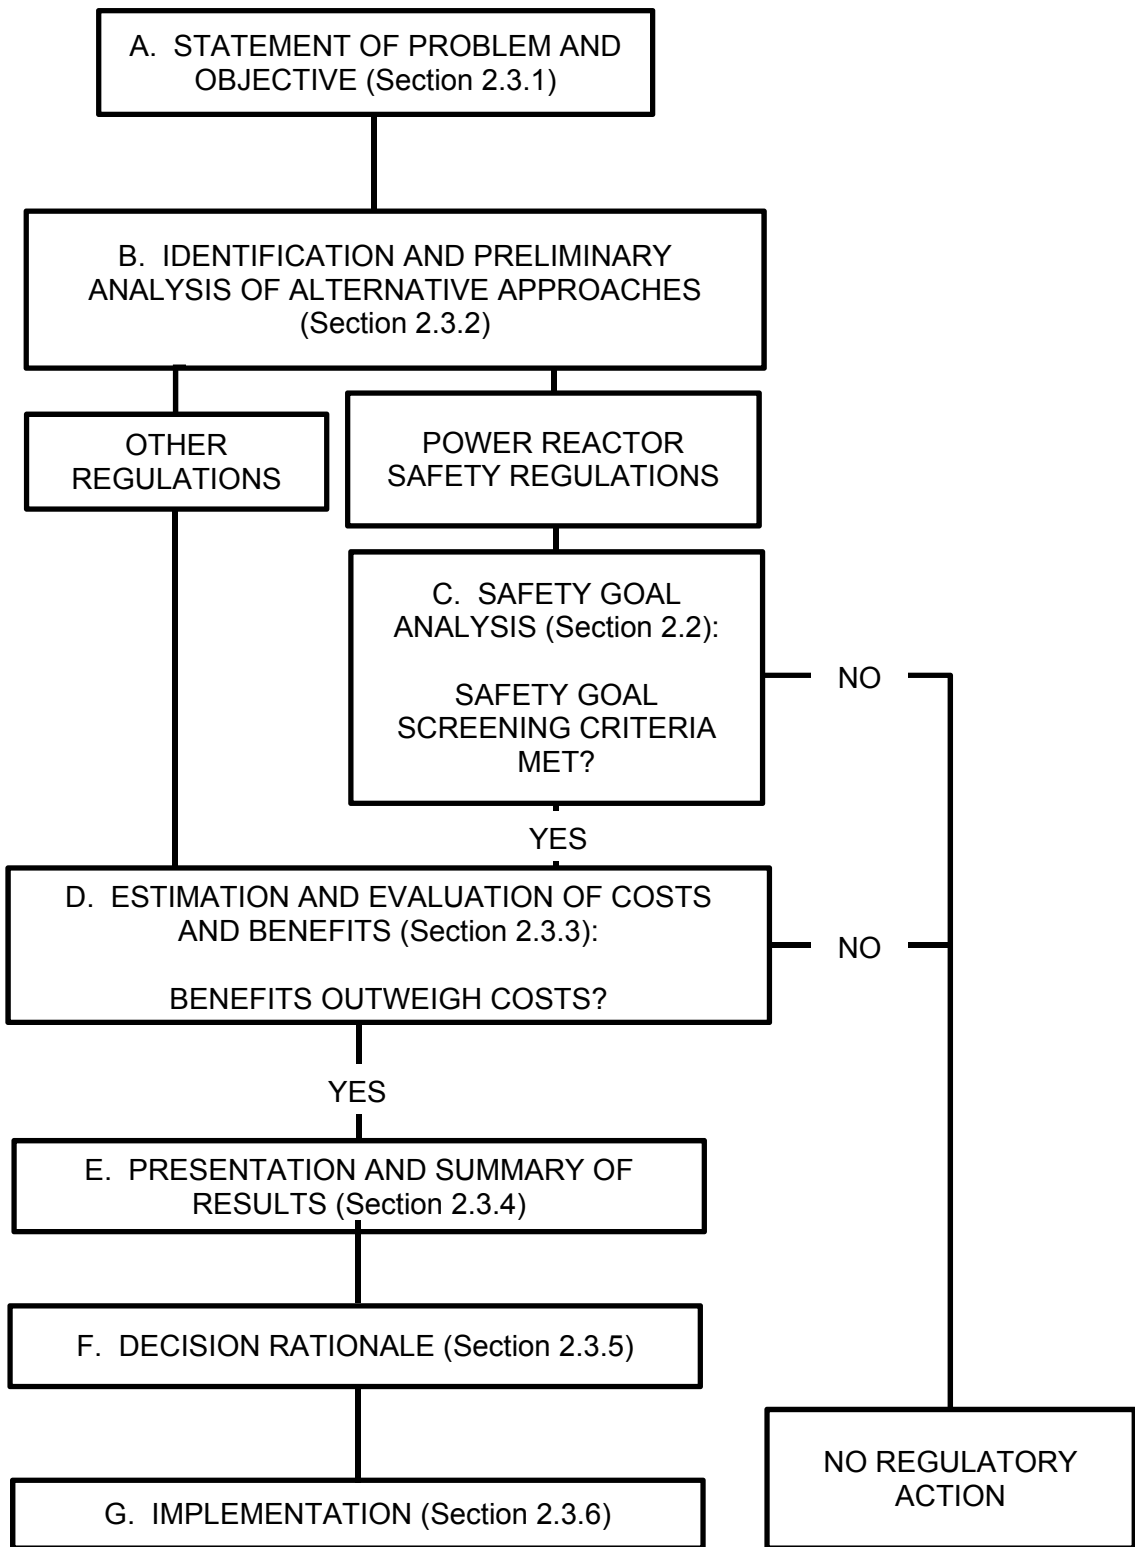 A. STATEMENT OF PROBLEM AND
OBJECTIVE (Section 2.3.1)
B. IDENTIFICATION AND PRELIMINARY
ANALYSIS OF ALTERNATIVE APPROACHES
(Section 2.3.2)
OTHER
REGULATIONS
POWER REACTOR
SAFETY REGULATIONS
C. SAFETY GOAL
ANALYSIS (Section 2.2):
SAFETY GOAL
SCREENING CRITERIA
MET?
NO
YES
D. ESTIMATION AND EVALUATION OF COSTS
AND BENEFITS (Section 2.3.3):
BENEFITS OUTWEIGH COSTS?
NO
YES
E. PRESENTATION AND SUMMARY OF
RESULTS (Section 2.3.4)
F. DECISION RATIONALE (Section 2.3.5)
G. IMPLEMENTATION (Section 2.3.6)
NO REGULATORY
ACTION